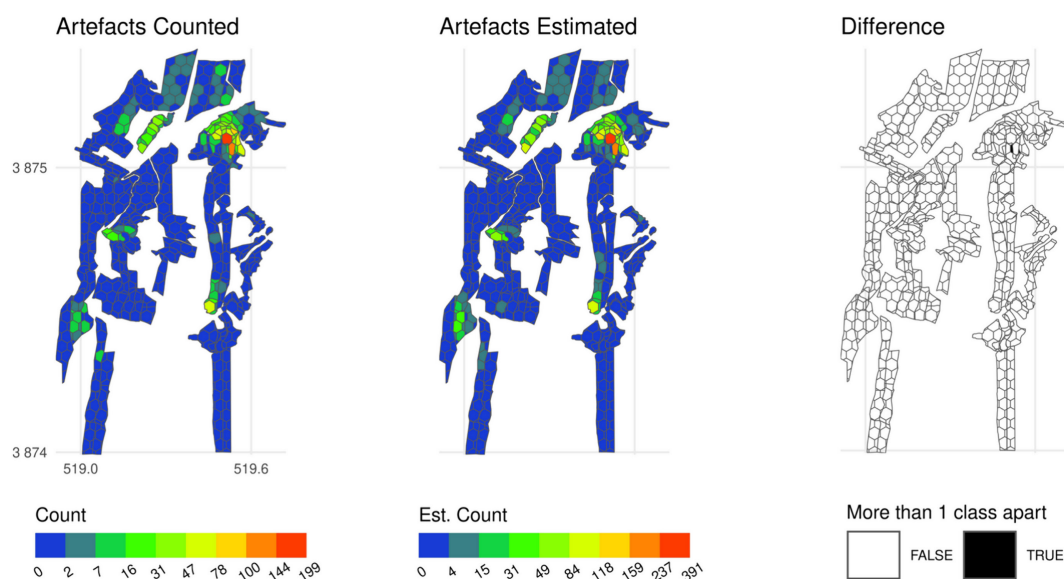 Artefacts Counted
Artefacts Estimated
Difference
3 875
3 874
519.0
519.6
Count
0 2 7 16 31 47 78 100 144 199
Est. Count
0 4 15 31 49 84 118 159 237 391
More than 1 class apart
FALSE
TRUE